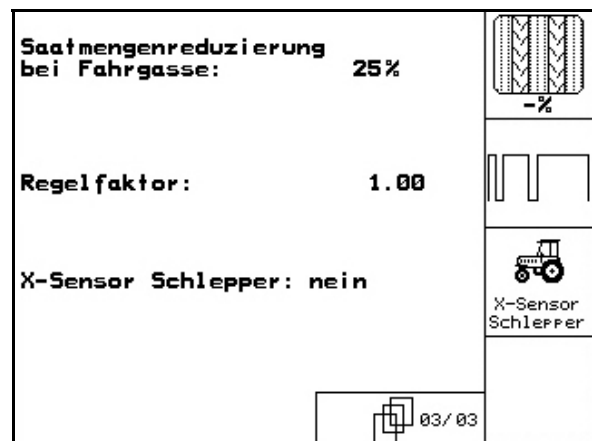 Saatmengenreduzierung
bei Fahrgasse: 25%
-%
Regelfaktor: 1.00
X-Sensor Schlepper: nein
X-Sensor
Schlepper
03/03